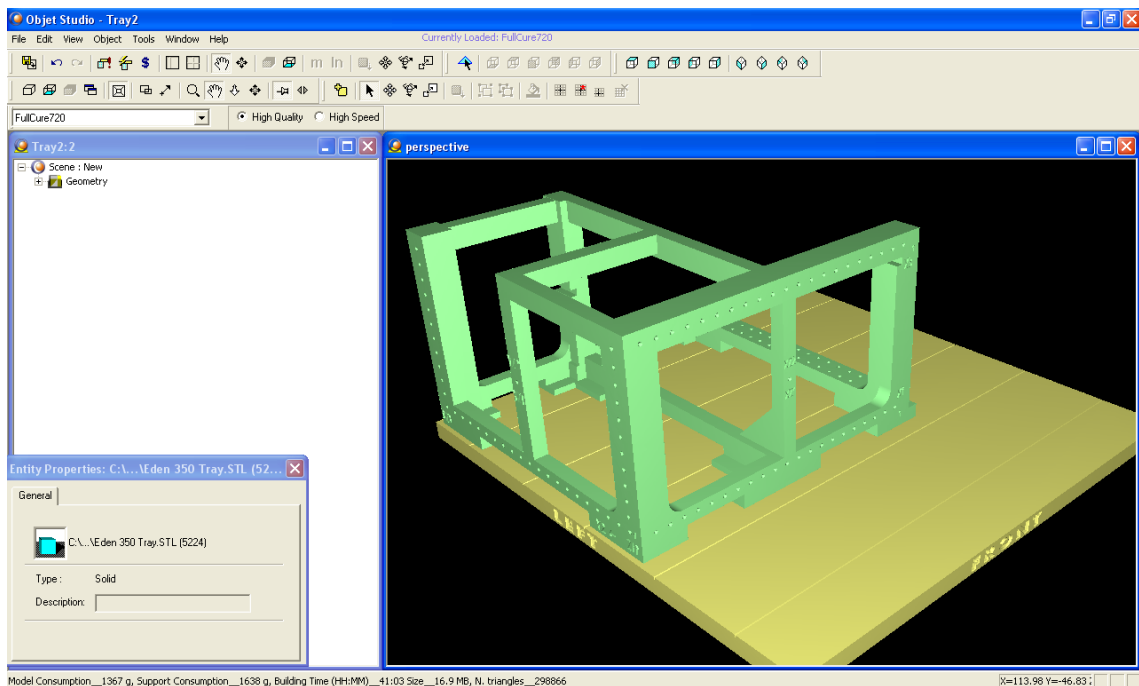 Objet Studio - Tray2
File Edit View Object Tools Window Help
Currently Loaded: FullCure720
FullCure720
High Quality High Speed
Tray2:2
Scene : New
Geometry
perspective
LEFT
FRONT
Entity Properties: C:\...\Eden 350 Tray.STL (52...
General
C:\...\Eden 350 Tray.STL (5224)
Type : Solid
Description:
Model Consumption__1367 g, Support Consumption__1638 g, Building Time (HH:MM)__41:03 Size__16.9 MB, N. triangles__298866
X=113.98 Y=-46.83